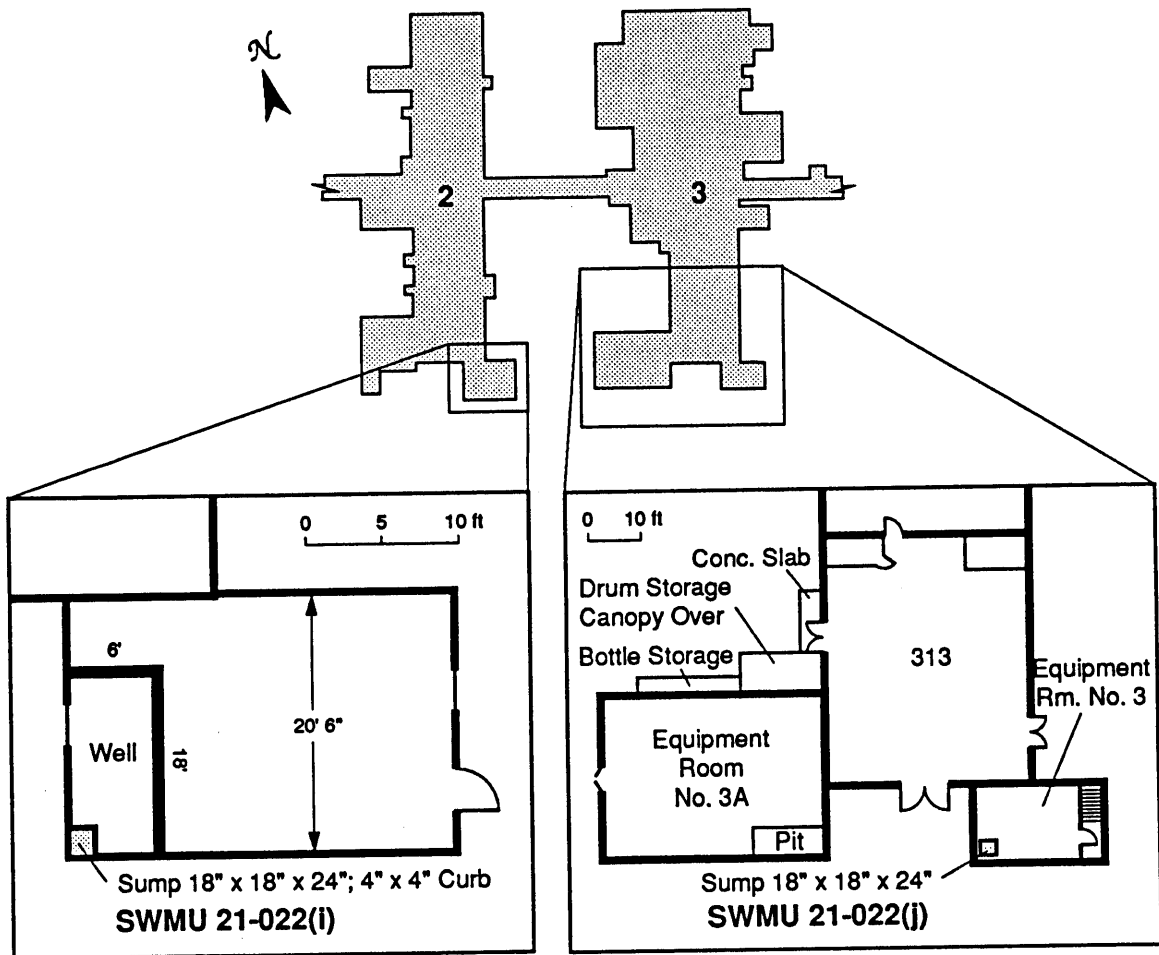 N
2
3
0 5 10 ft
6'
20' 6"
Well
18'
Sump 18" x 18" x 24"; 4" x 4" Curb
SWMU 21-022(i)
0 10 ft
Conc. Slab
Drum Storage
Canopy Over
Bottle Storage
313
Equipment
Rm. No. 3
Equipment
Room
No. 3A
Pit
Sump 18" x 18" x 24"
SWMU 21-022(j)